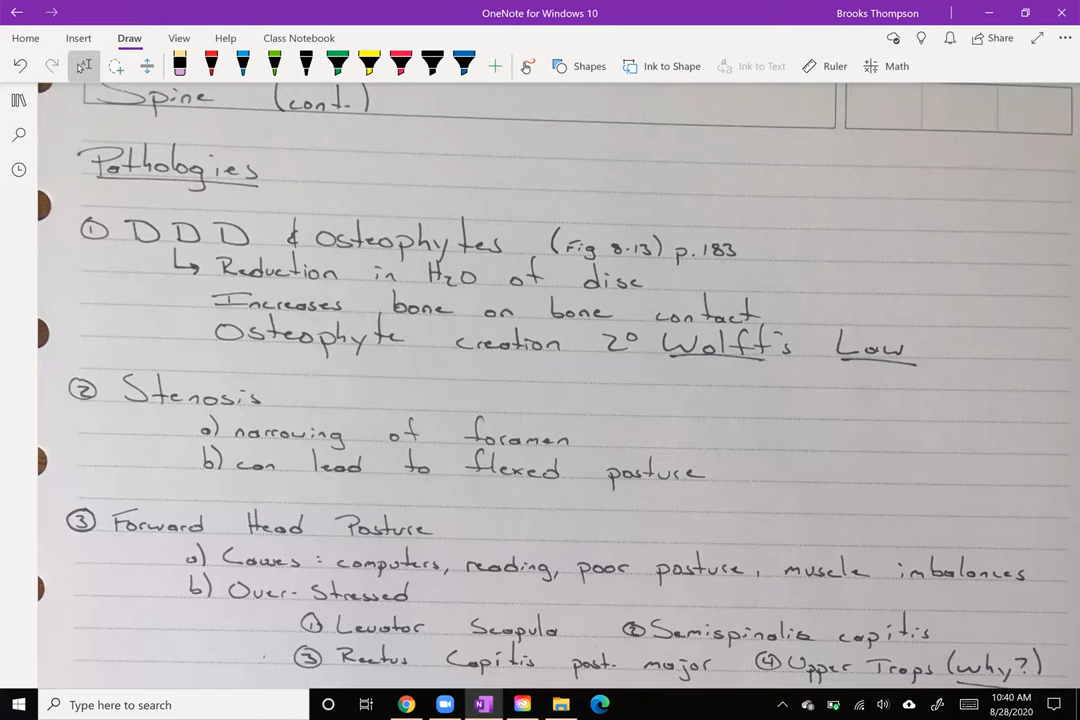 OneNote for Windows 10
Brooks Thompson
Home Insert Draw View Help Class Notebook
Share
Shapes Ink to Shape Ink to Text Ruler Math
Spine (cont.)
Pathologies
① DDD & Osteophytes (Fig 8-13) p. 183
↳ Reduction in H2O of disc
Increases bone on bone contact
Osteophyte creation 2° Wolff's Law
② Stenosis
a) narrowing of foramen
b) can lead to flexed posture
③ Forward Head Posture
a) Causes : computers, reading, poor posture, muscle imbalances
b) Over-Stressed
① Levator Scapula ② Semispinalis capitis
③ Rectus Capitis post. major ④ Upper Traps (Why?)
Type here to search
10:40 AM
8/28/2020